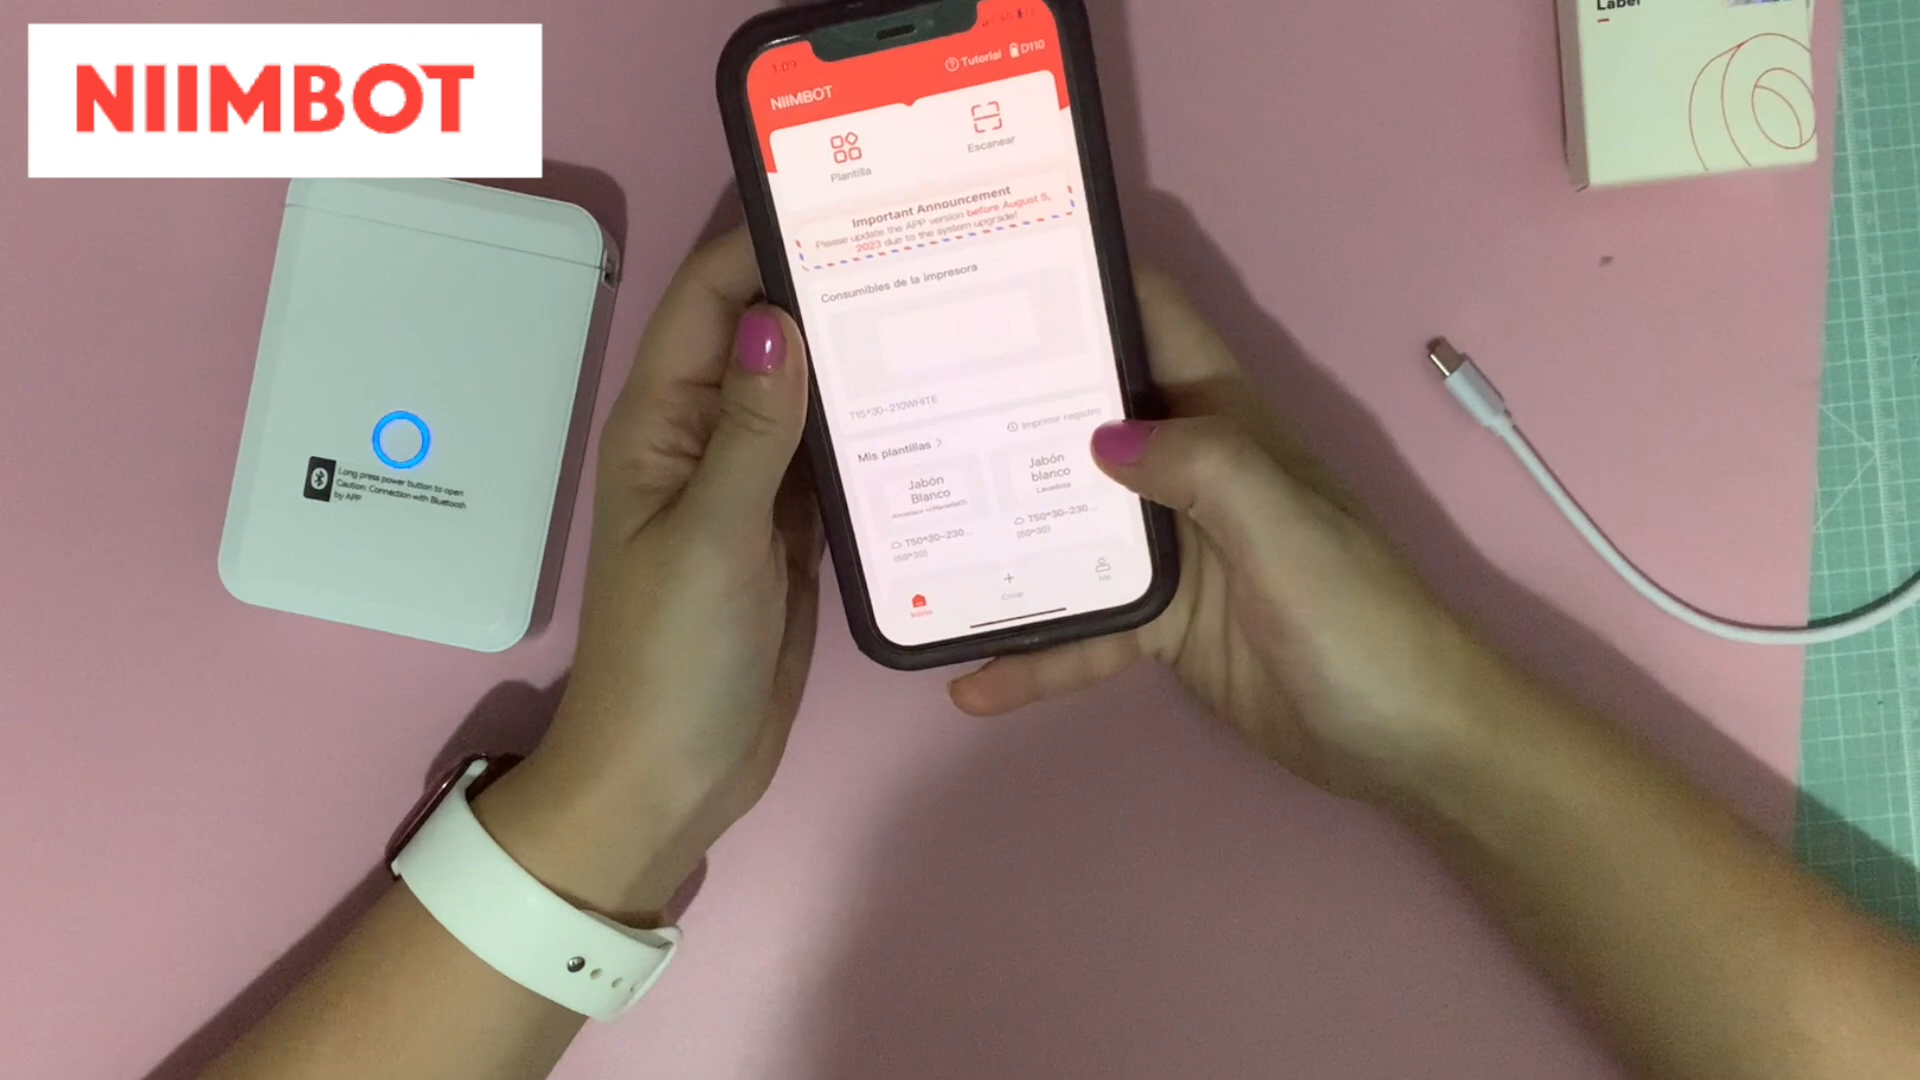 NIIMBOT
Label
1:09
Tutorial D110
NIIMBOT
Plantilla
Escanear
Important Announcement
Please update the APP version before August 5,
2023 due to the system upgrade!
Consumibles de la impresora
T15*30-210WHITE
Imprimir registro
Mis plantillas
Jabón
Blanco
Jabón
blanco
Lavadora
T50*30-230...
(50*30)
T50*30-230...
(50*30)
Inicio
Crear
Long press power button to open
Caution: Connection with Bluetooth
by APP